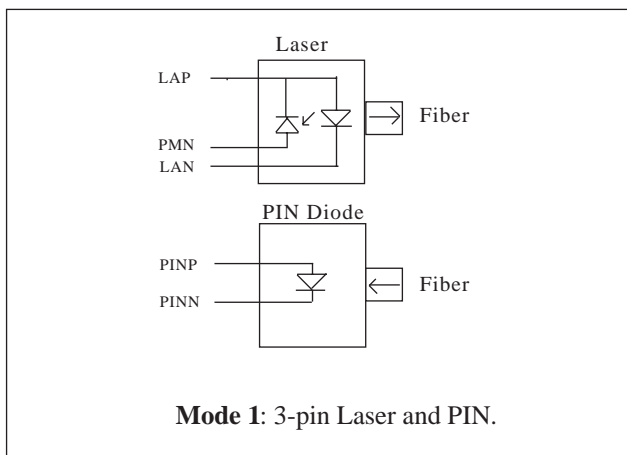 Laser
LAP
Fiber
PMN
LAN
PIN Diode
PINP
Fiber
PINN
Mode 1: 3-pin Laser and PIN.